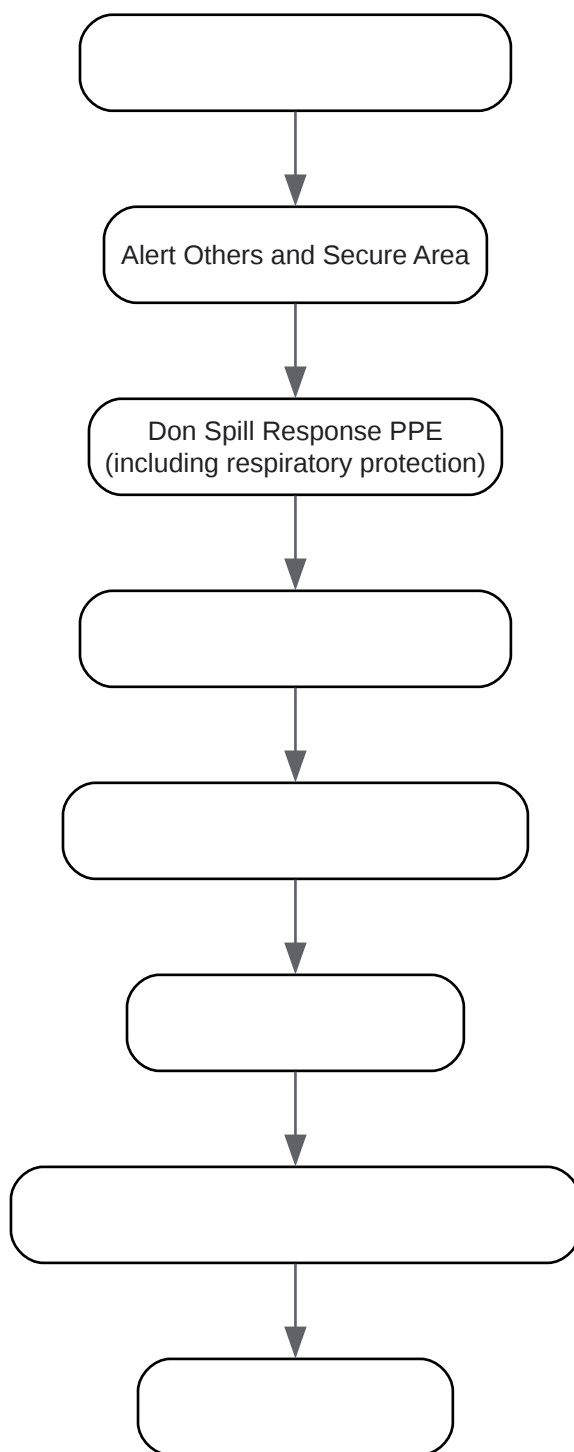 Alert Others and Secure Area
Don Spill Response PPE
(including respiratory protection)